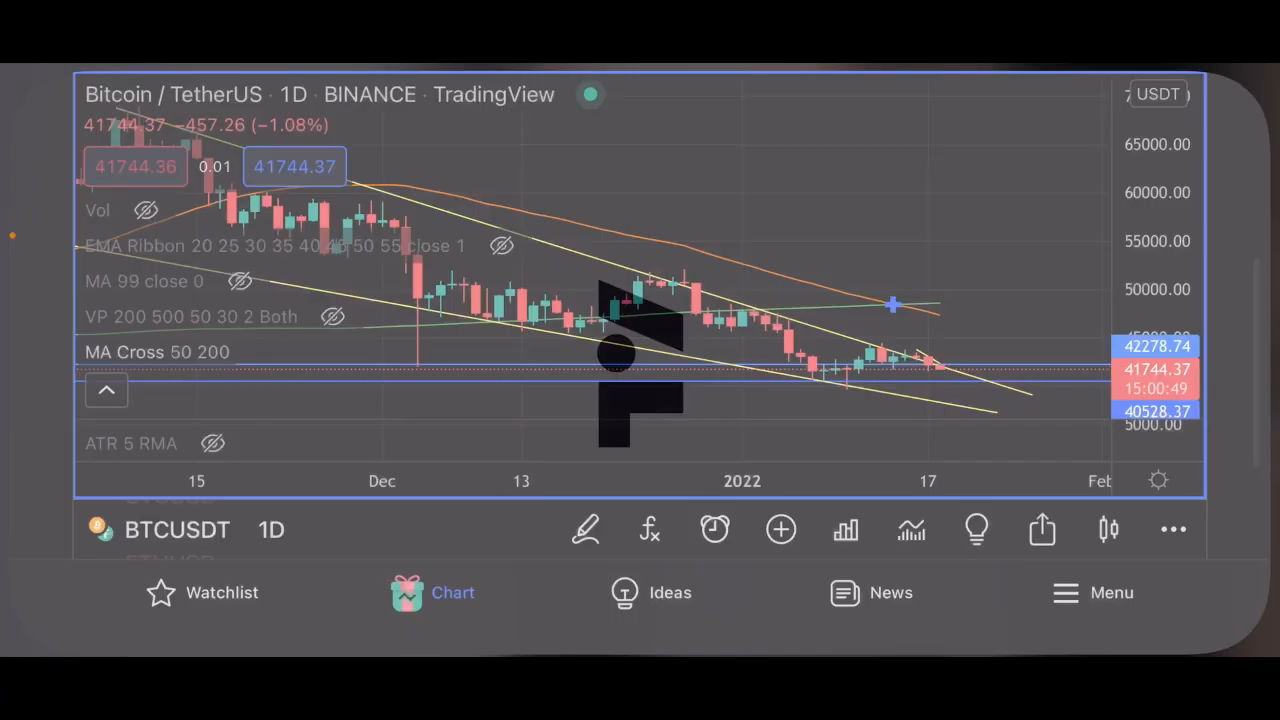 Bitcoin / TetherUS · 1D · BINANCE · TradingView
USDT
41744.37 −457.26 (−1.08%)
41744.36 0.01 41744.37
Vol
EMA Ribbon 20 25 30 35 40 45 50 55 close 1
MA 99 close 0
VP 200 500 50 30 2 Both
MA Cross 50 200
ATR 5 RMA
65000.00
60000.00
55000.00
50000.00
45000.00
42278.74
41744.37
15:00:49
40528.37
5000.00
15 Dec 13 2022 17 Feb
BTCUSDT 1D
Watchlist Chart Ideas News Menu